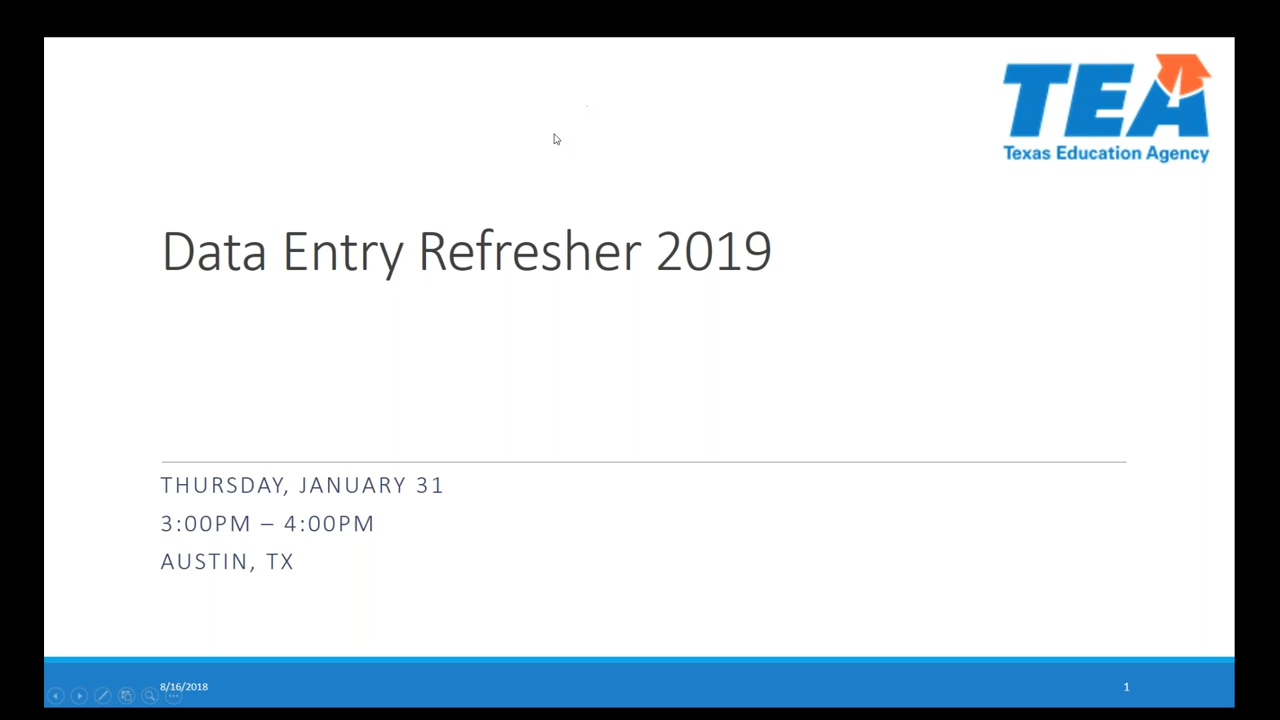 TEA
Texas Education Agency
Data Entry Refresher 2019
THURSDAY, JANUARY 31
3:00PM – 4:00PM
AUSTIN, TX
8/16/2018
1